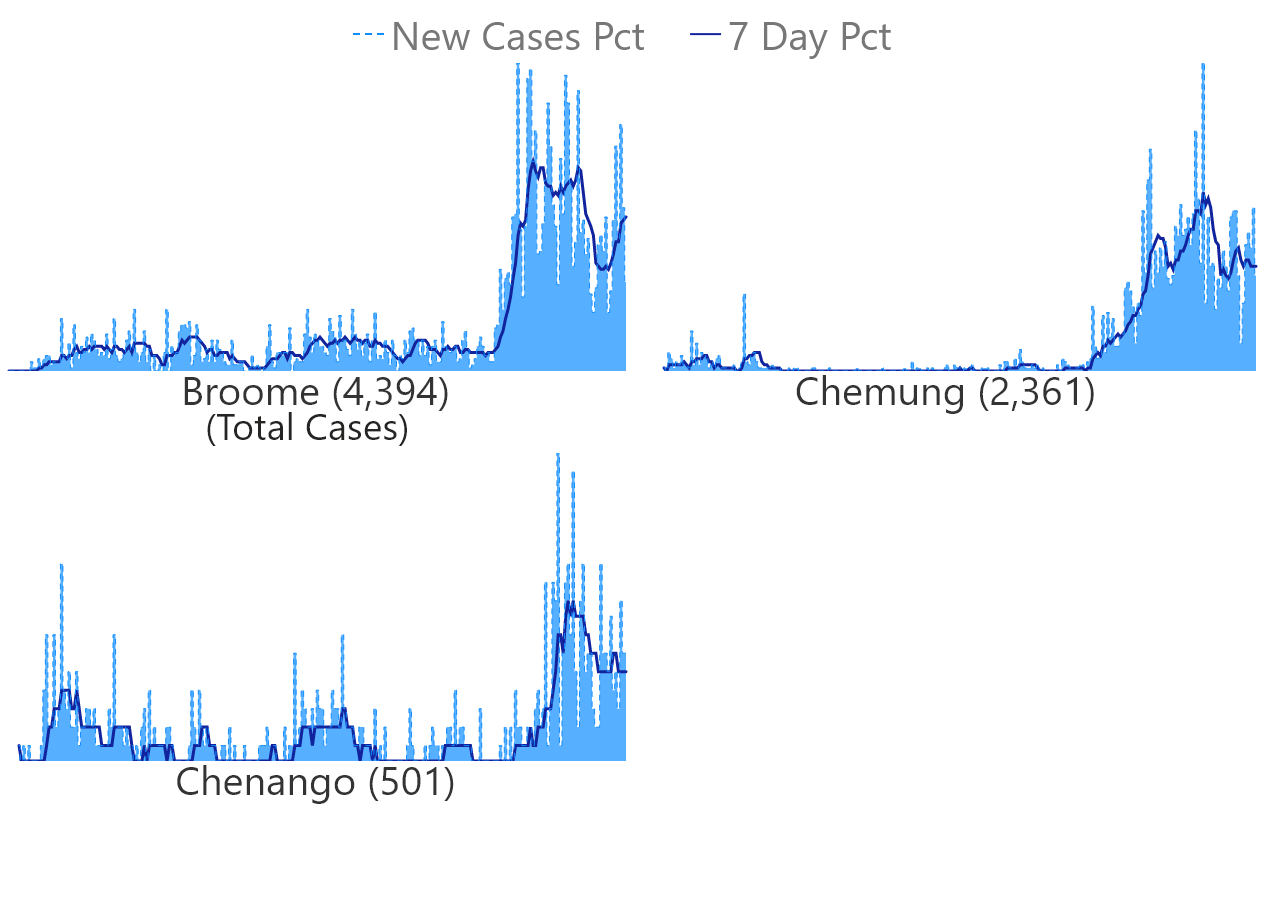 New Cases Pct 7 Day Pct
Broome (4,394)
(Total Cases)
Chemung (2,361)
Chenango (501)